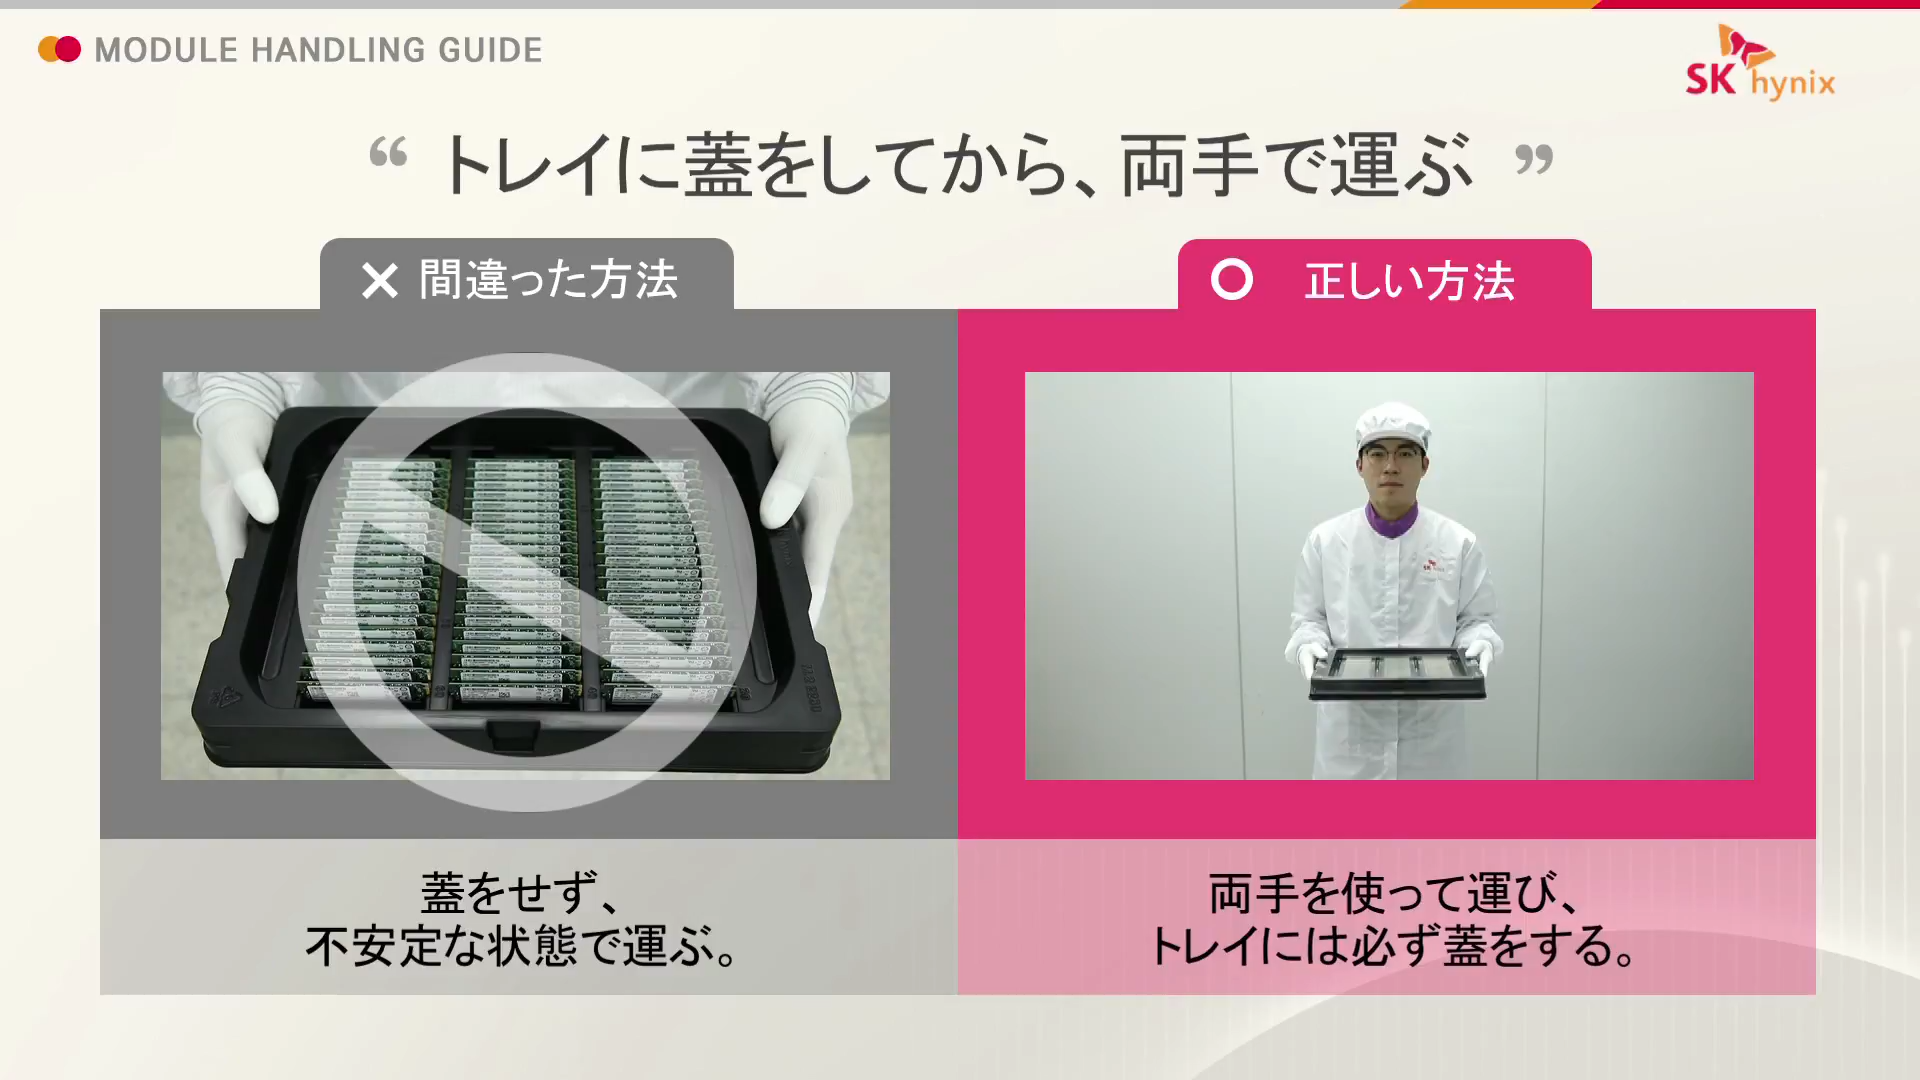 MODULE HANDLING GUIDE
SK hynix
“ トレイに蓋をしてから、両手で運ぶ ”
✕ 間違った方法
○ 正しい方法
蓋をせず、
不安定な状態で運ぶ。
両手を使って運び、
トレイには必ず蓋をする。